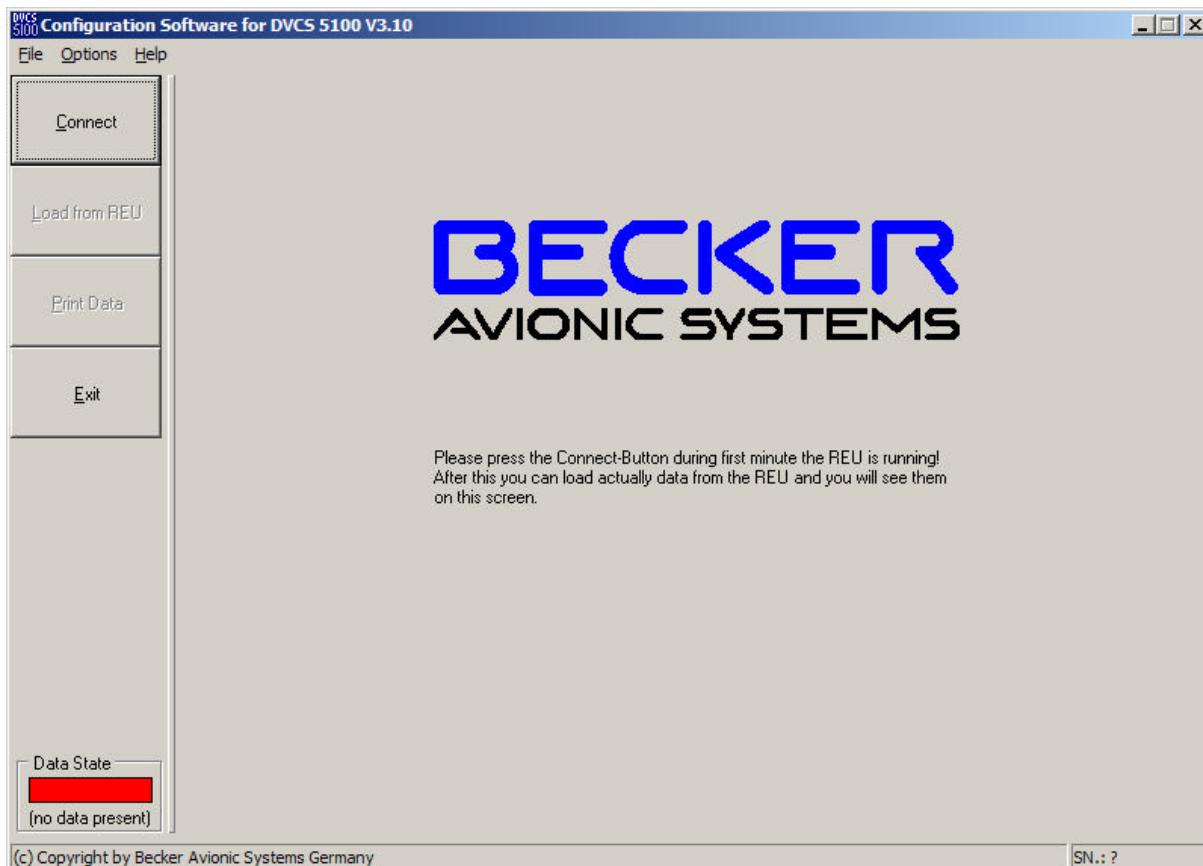 DVCS 5100 Configuration Software for DVCS 5100 V3.10
File Options Help
Connect
Load from REU
Print Data
Exit
BECKER
AVIONIC SYSTEMS
Please press the Connect-Button during first minute the REU is running!
After this you can load actually data from the REU and you will see them
on this screen.
Data State
(no data present)
(c) Copyright by Becker Avionic Systems Germany
SN.: ?